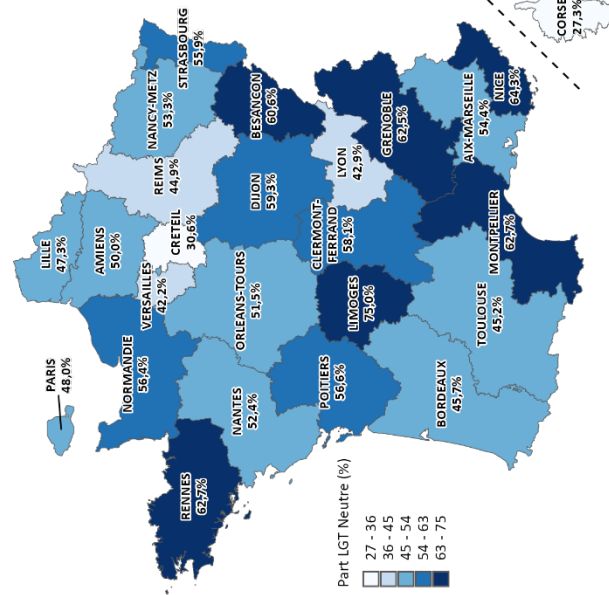 PARIS
48,0%
LILLE
47,3%
AMIENS
50,0%
NORMANDIE
56,4%
VERSAILLES
42,2%
CRETEIL
30,6%
REIMS
44,9%
NANCY-METZ
53,3%
STRASBOURG
55,9%
RENNES
62,7%
NANTES
52,4%
ORLEANS-TOURS
51,5%
DIJON
59,3%
BESANCON
60,6%
POITIERS
56,6%
LIMOGES
75,0%
CLERMONT-
FERRAND
58,1%
LYON
42,9%
GRENOBLE
62,5%
BORDEAUX
45,7%
TOULOUSE
45,2%
MONTPELLIER
62,7%
AIX-MARSEILLE
54,4%
NICE
64,3%
CORSE
27,3%
Part LGT Neutre (%)
27 - 36
36 - 45
45 - 54
54 - 63
63 - 75